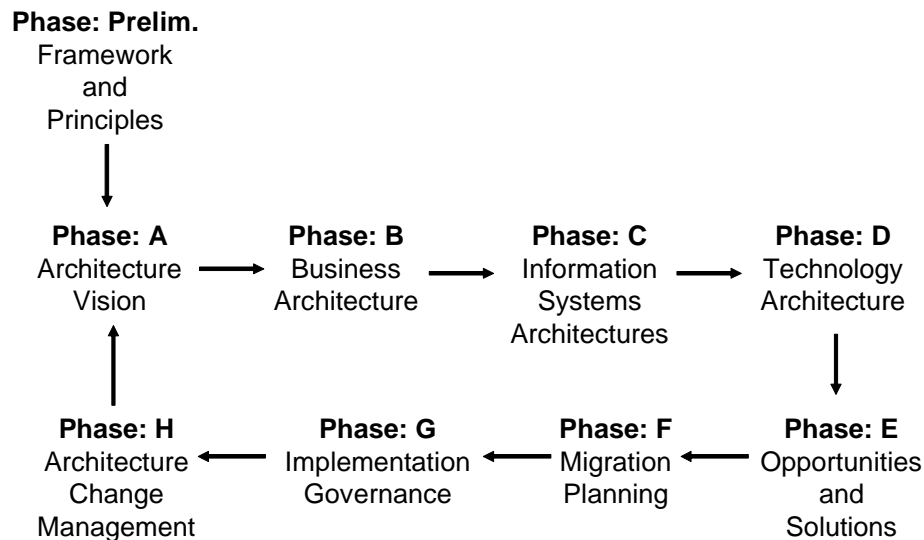 Phase: Prelim.
Framework
and
Principles
Phase: A
Architecture
Vision
Phase: B
Business
Architecture
Phase: C
Information
Systems
Architectures
Phase: D
Technology
Architecture
Phase: H
Architecture
Change
Management
Phase: G
Implementation
Governance
Phase: F
Migration
Planning
Phase: E
Opportunities
and
Solutions